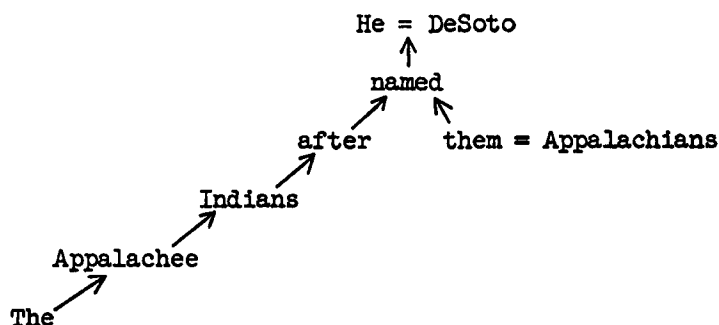 He = DeSoto
named
after them = Appalachians
Indians
Appalachee
The